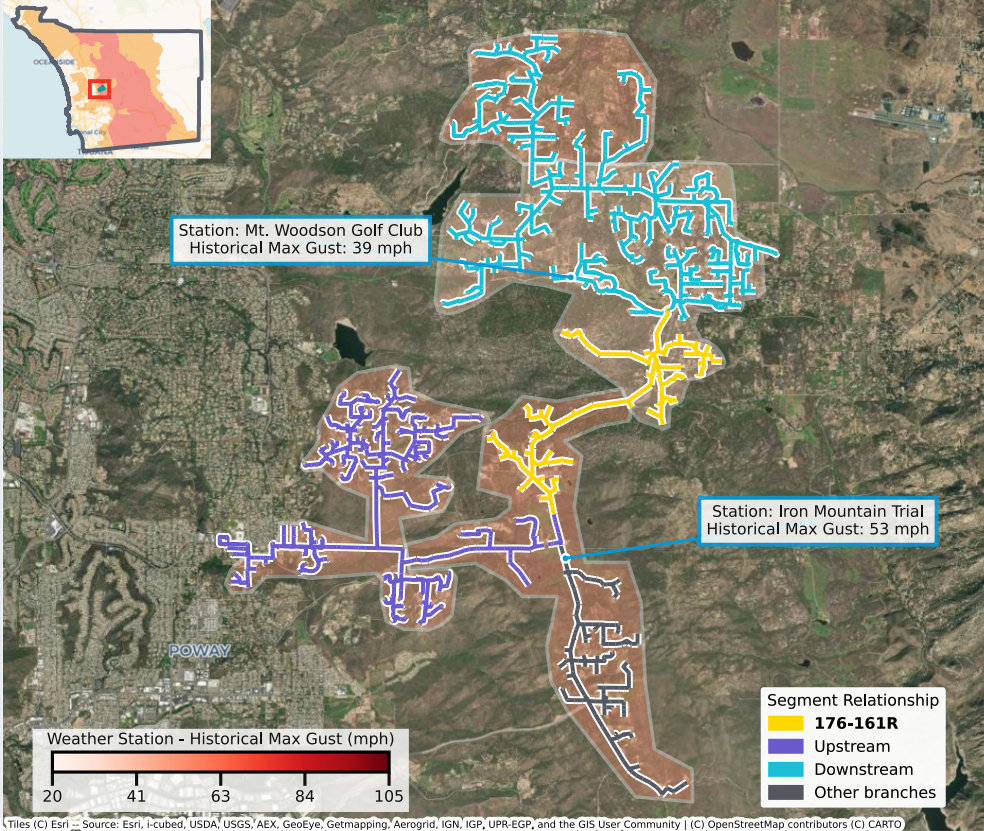 OCEANSIDE
National City
TIJUANA
Station: Mt. Woodson Golf Club
Historical Max Gust: 39 mph
Station: Iron Mountain Trial
Historical Max Gust: 53 mph
POWAY
Segment Relationship
176-161R
Upstream
Downstream
Other branches
Weather Station - Historical Max Gust (mph)
20 41 63 84 105
Tiles (C) Esri -- Source: Esri, i-cubed, USDA, USGS, AEX, GeoEye, Getmapping, Aerogrid, IGN, IGP, UPR-EGP, and the GIS User Community | (C) OpenStreetMap contributors (C) CARTO